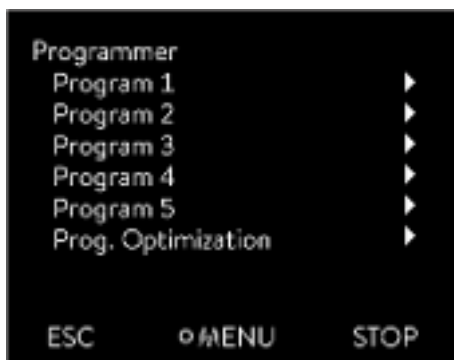 Programmer
Program 1
Program 2
Program 3
Program 4
Program 5
Prog. Optimization
ESC MENU STOP